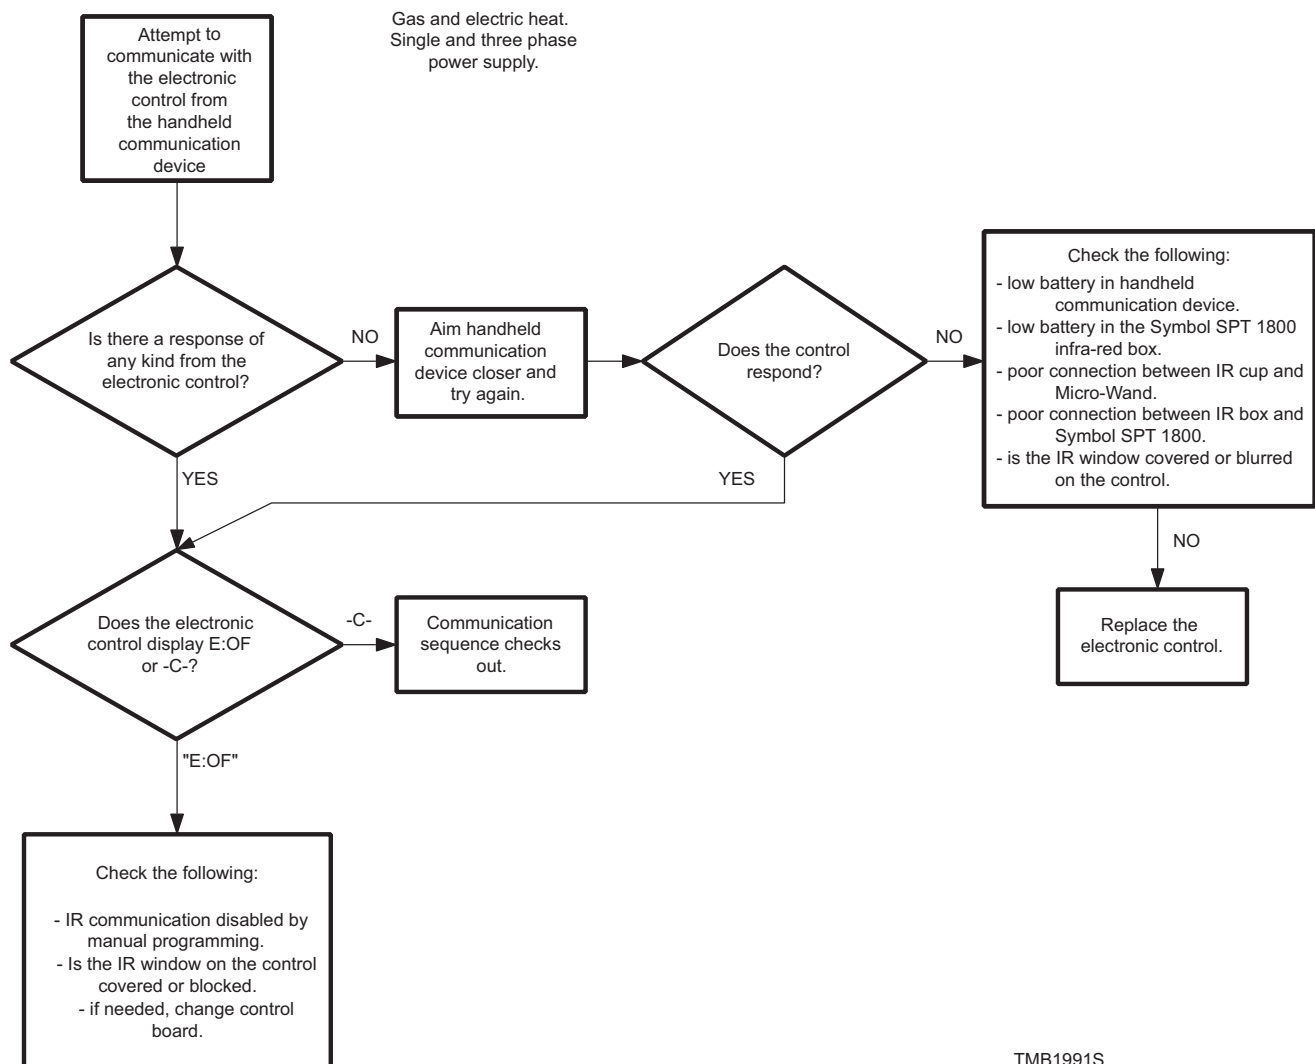 Attempt to
communicate with
the electronic
control from
the handheld
communication
device
Gas and electric heat.
Single and three phase
power supply.
Is there a response of
any kind from the
electronic control?
NO
Aim handheld
communication
device closer and
try again.
Does the control
respond?
NO
Check the following:
- low battery in handheld
communication device.
- low battery in the Symbol SPT 1800
infra-red box.
- poor connection between IR cup and
Micro-Wand.
- poor connection between IR box and
Symbol SPT 1800.
- is the IR window covered or blurred
on the control.
YES
YES
NO
Replace the
electronic control.
Does the electronic
control display E:OF
or -C-?
-C-
Communication
sequence checks
out.
"E:OF"
Check the following:
- IR communication disabled by
manual programming.
- Is the IR window on the control
covered or blocked.
- if needed, change control
board.
TMB1991S